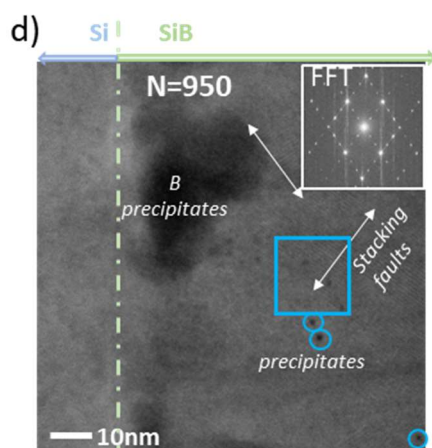 d)
Si
SiB
N=950
FFT
B
precipitates
Stacking
faults
precipitates
10nm